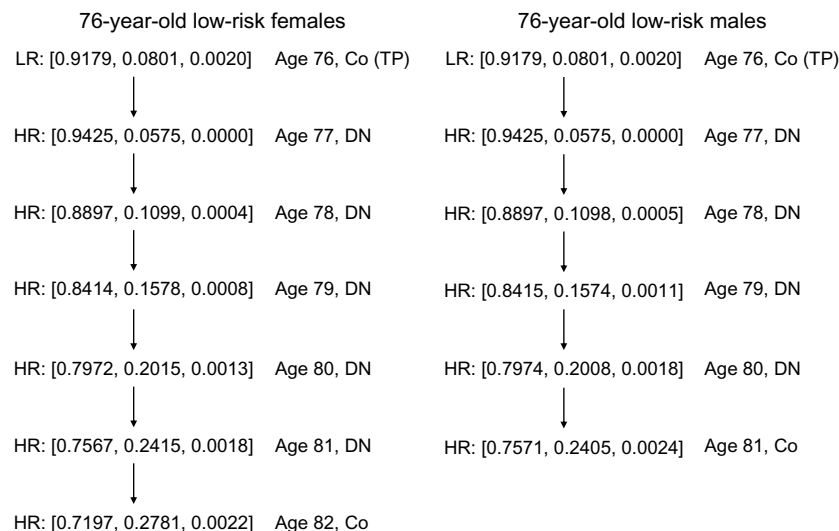 76-year-old low-risk females
LR: [0.9179, 0.0801, 0.0020] Age 76, Co (TP)
HR: [0.9425, 0.0575, 0.0000] Age 77, DN
HR: [0.8897, 0.1099, 0.0004] Age 78, DN
HR: [0.8414, 0.1578, 0.0008] Age 79, DN
HR: [0.7972, 0.2015, 0.0013] Age 80, DN
HR: [0.7567, 0.2415, 0.0018] Age 81, DN
HR: [0.7197, 0.2781, 0.0022] Age 82, Co
76-year-old low-risk males
LR: [0.9179, 0.0801, 0.0020] Age 76, Co (TP)
HR: [0.9425, 0.0575, 0.0000] Age 77, DN
HR: [0.8897, 0.1098, 0.0005] Age 78, DN
HR: [0.8415, 0.1574, 0.0011] Age 79, DN
HR: [0.7974, 0.2008, 0.0018] Age 80, DN
HR: [0.7571, 0.2405, 0.0024] Age 81, Co